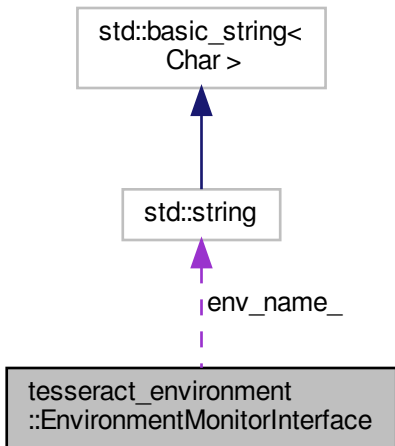 std::basic_string<
Char >
std::string
env_name_
tesseract_environment
::EnvironmentMonitorInterface